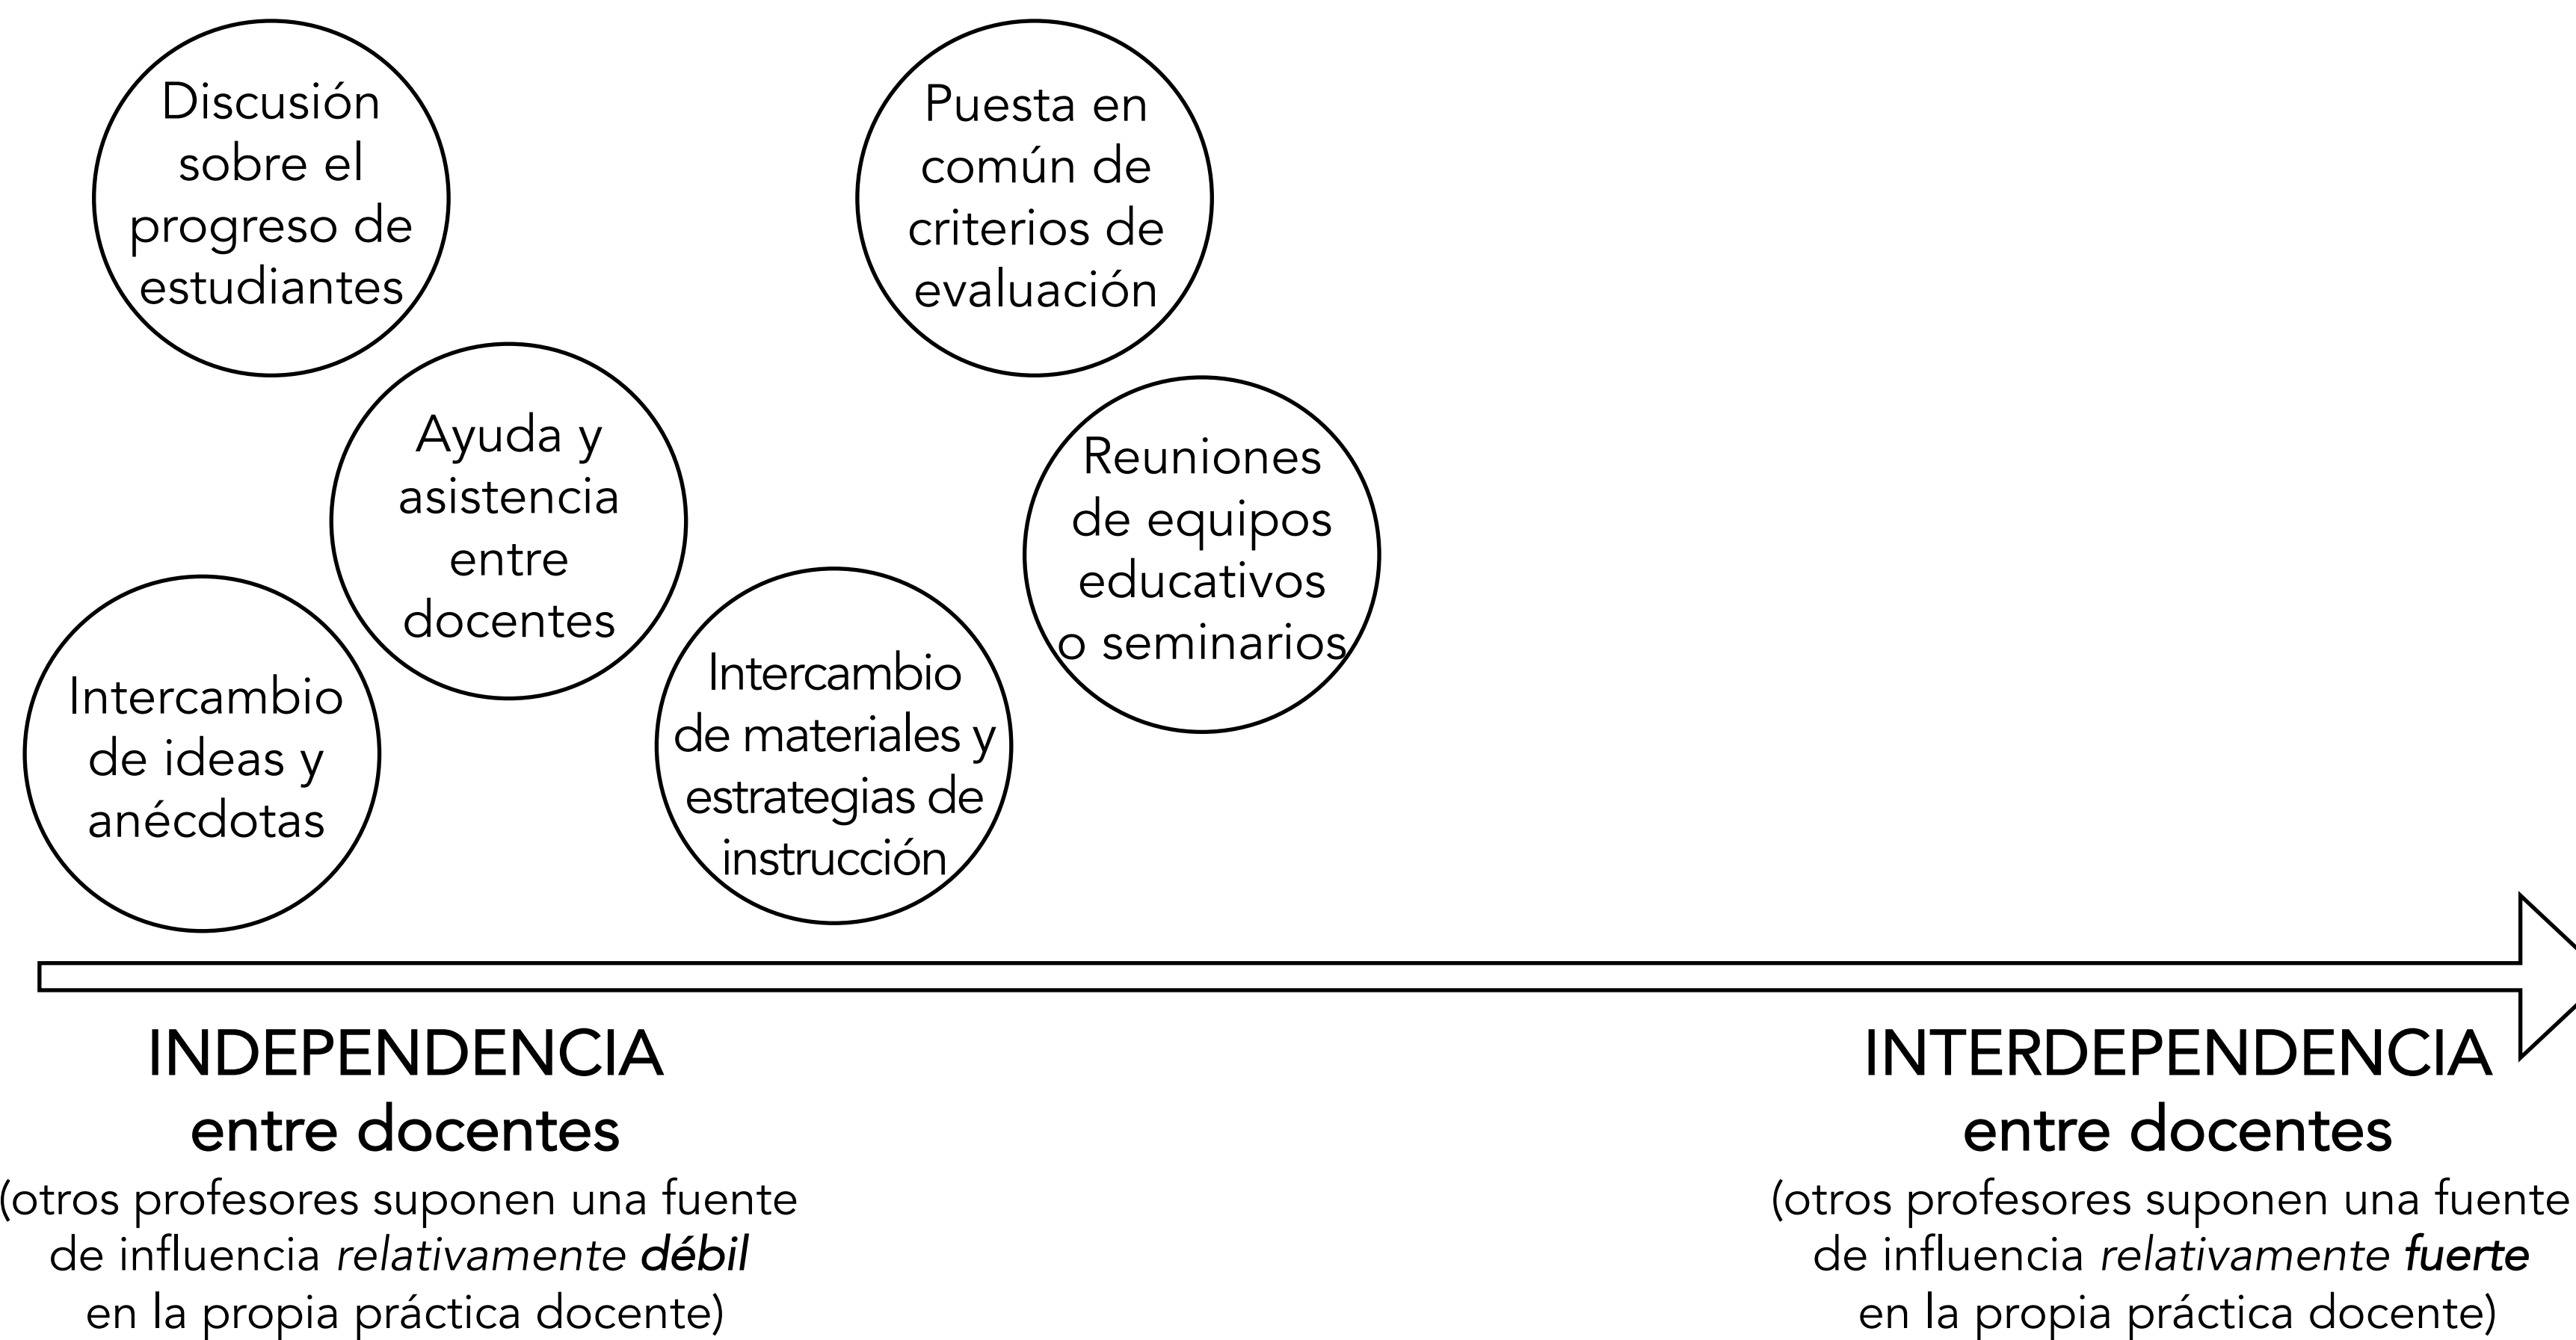 Discusión
sobre el
progreso de
estudiantes
Puesta en
común de
criterios de
evaluación
Ayuda y
asistencia
entre
docentes
Reuniones
de equipos
educativos
o seminarios
Intercambio
de ideas y
anécdotas
Intercambio
de materiales y
estrategias de
instrucción
INDEPENDENCIA
entre docentes
(otros profesores suponen una fuente
de influencia relativamente débil
en la propia práctica docente)
INTERDEPENDENCIA
entre docentes
(otros profesores suponen una fuente
de influencia relativamente fuerte
en la propia práctica docente)